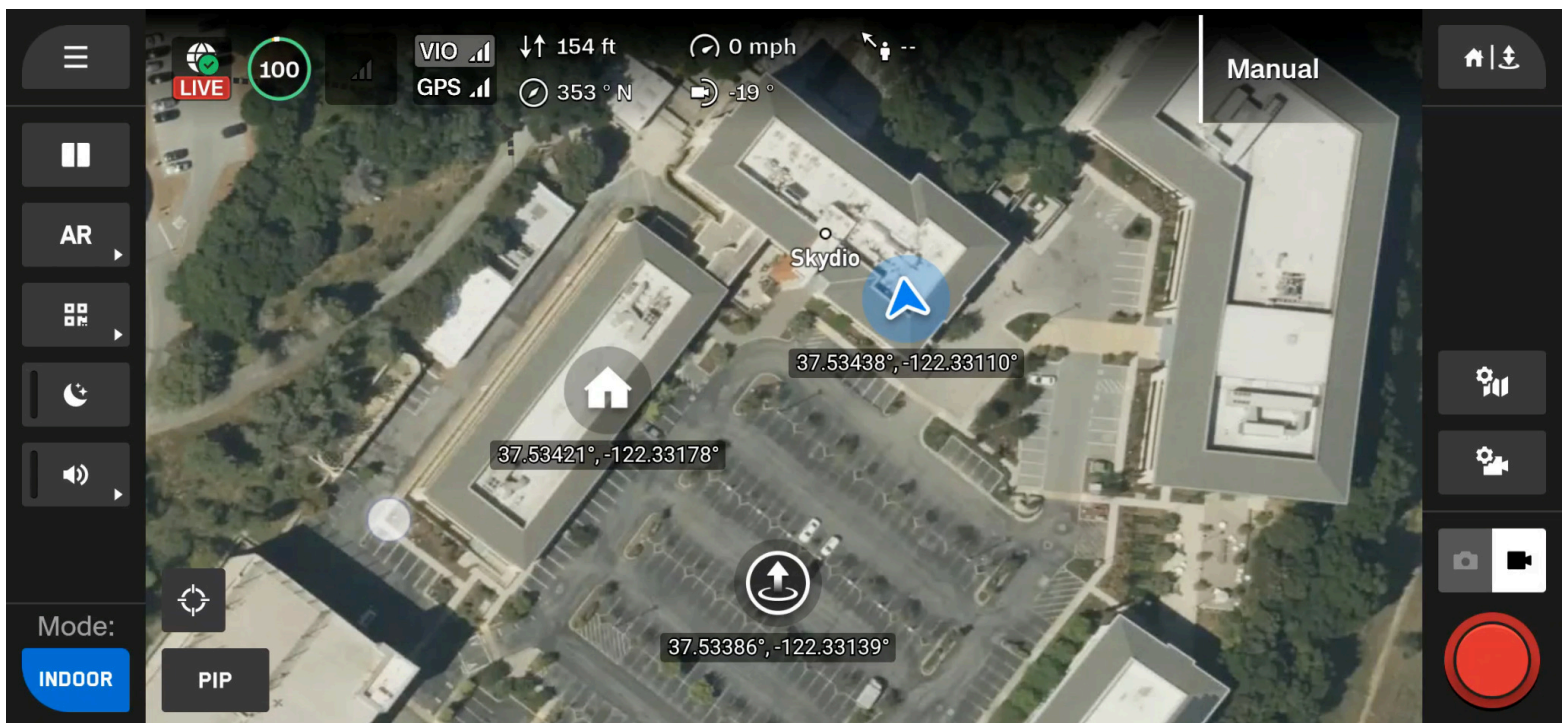 LIVE
100
VIO
GPS
154 ft
353 ° N
0 mph
-19 °
--
Manual
AR
Skydio
37.53438°, -122.33110°
37.53421°, -122.33178°
37.53386°, -122.33139°
Mode:
INDOOR
PIP